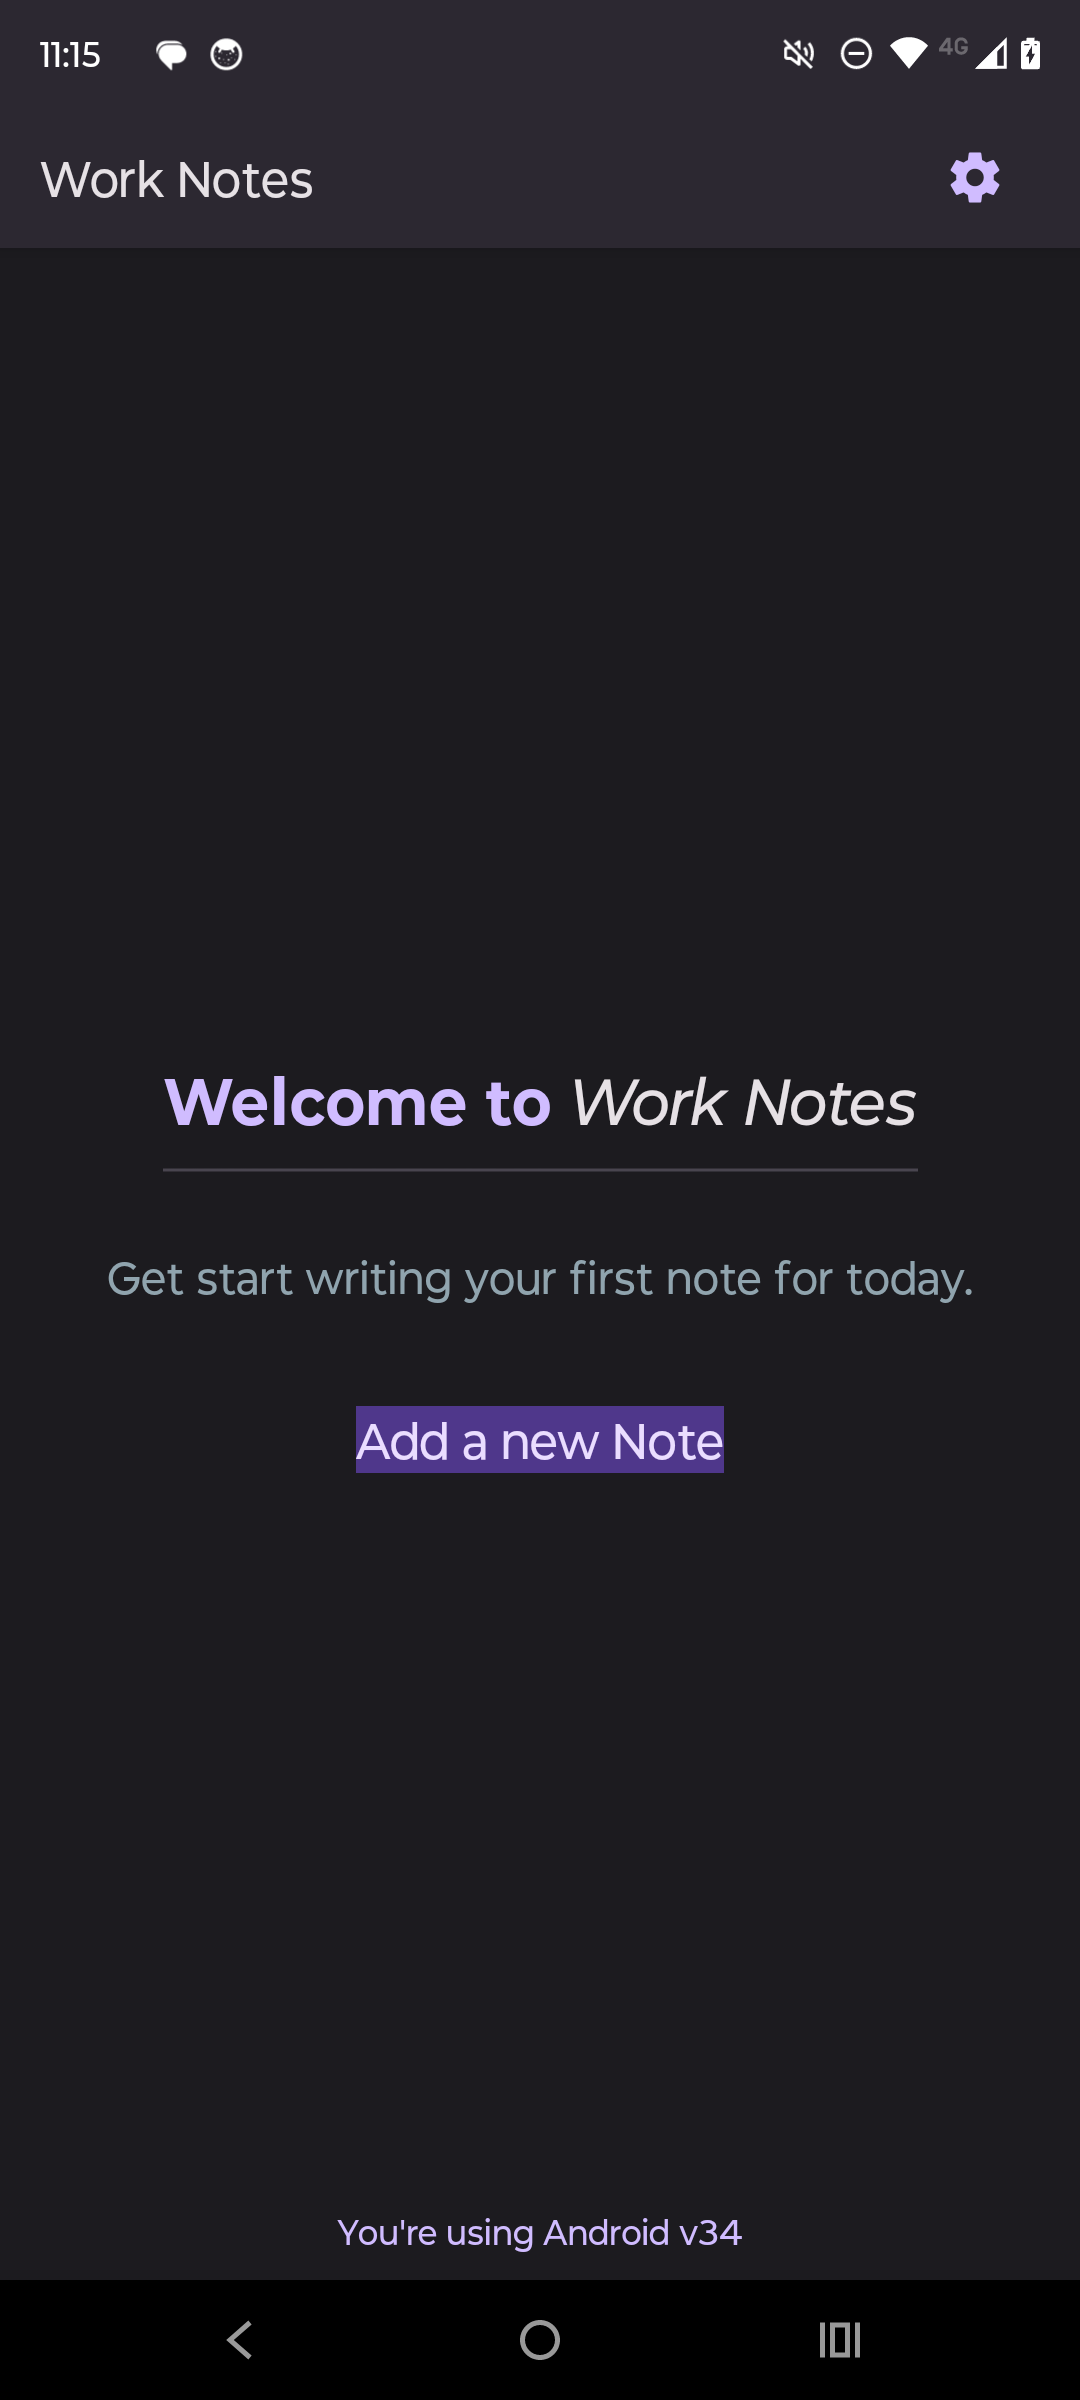 11:15
4G
Work Notes
Welcome to Work Notes
Get start writing your first note for today.
Add a new Note
You're using Android v34